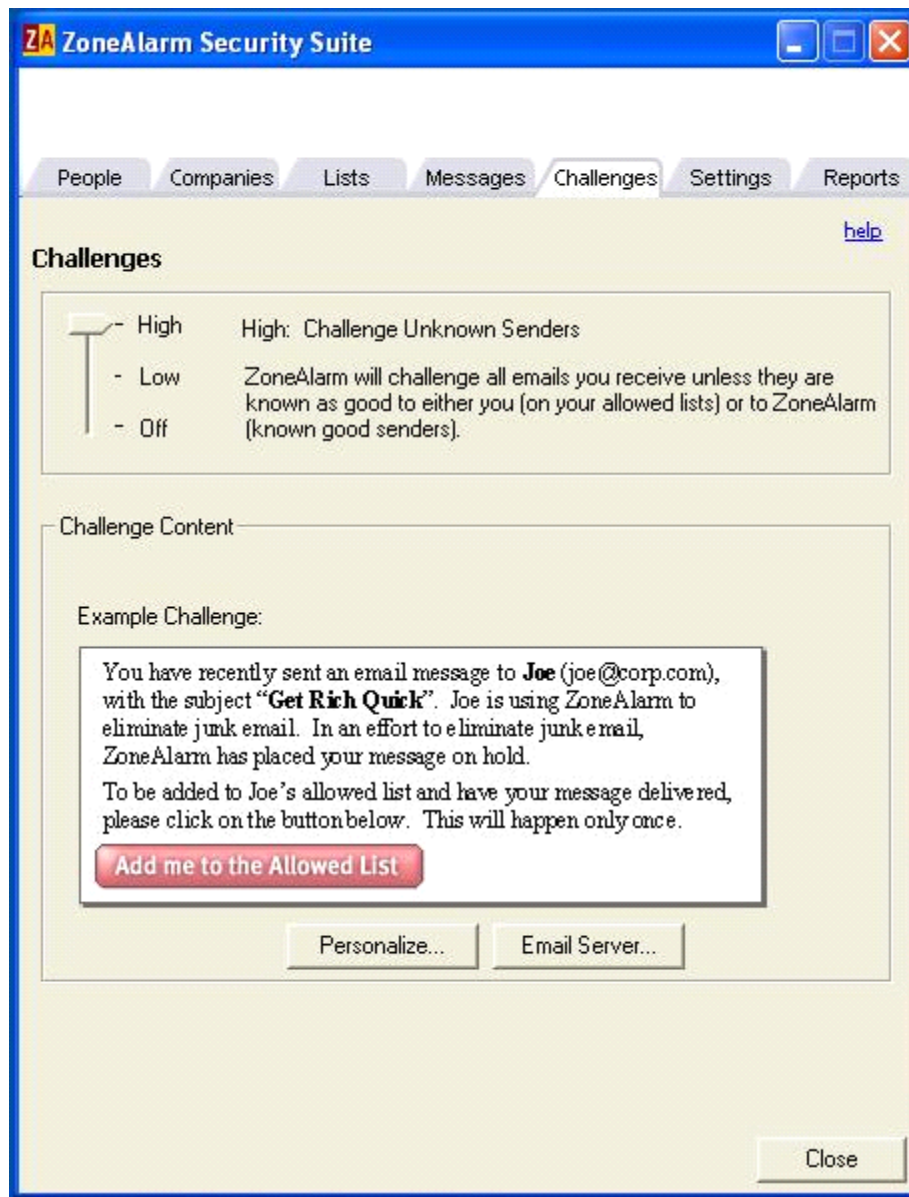 ZA ZoneAlarm Security Suite
People Companies Lists Messages Challenges Settings Reports
help
Challenges
High
Low
Off
High: Challenge Unknown Senders
ZoneAlarm will challenge all emails you receive unless they are
known as good to either you (on your allowed lists) or to ZoneAlarm
(known good senders).
Challenge Content
Example Challenge:
You have recently sent an email message to Joe (joe@corp.com),
with the subject “Get Rich Quick”. Joe is using ZoneAlarm to
eliminate junk email. In an effort to eliminate junk email,
ZoneAlarm has placed your message on hold.
To be added to Joe’s allowed list and have your message delivered,
please click on the button below. This will happen only once.
Add me to the Allowed List
Personalize... Email Server...
Close